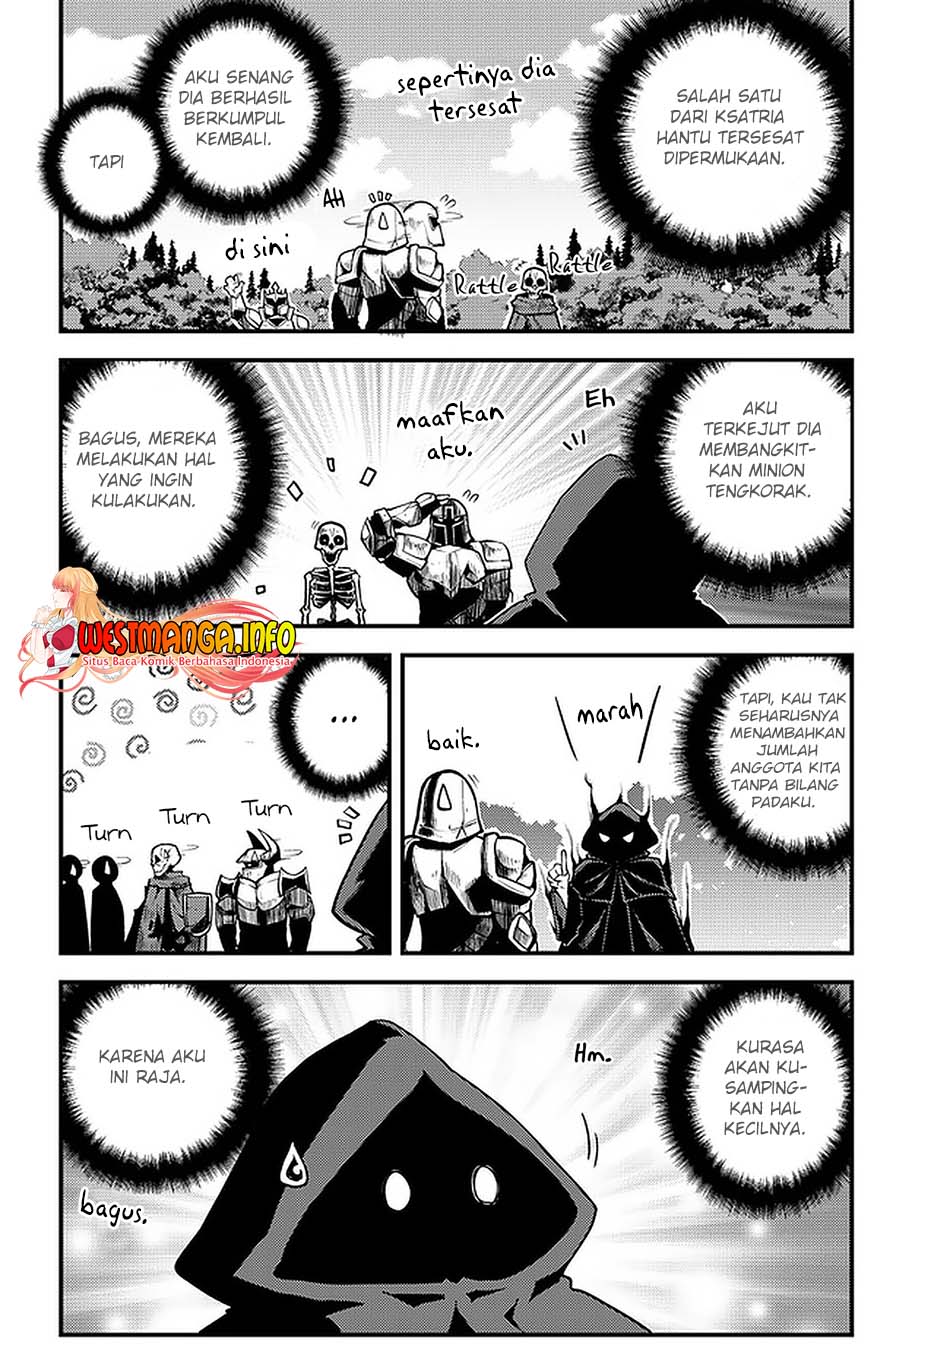 SALAH SATU
DARI KSATRIA
HANTU TERSESAT
DIPERMUKAAN.
sepertinya dia
tersesat
Rattle
Rattle
AH
AKU SENANG
DIA BERHASIL
BERKUMPUL
KEMBALI.
di sini
TAPI
AKU
TERKEJUT DIA
MEMBANGKIT-
KAN MINION
TENGKORAK.
Eh
maafkan
aku.
BAGUS, MEREKA
MELAKUKAN HAL
YANG INGIN
KULAKUKAN.
WESTMANGA.INFO
Situs Baca Komik Berbahasa Indonesia
TAPI, KAU TAK
SEHARUSNYA
MENAMBAHKAN
JUMLAH
ANGGOTA KITA
TANPA BILANG
PADAKU.
marah
baik.
...
Turn
Turn
Turn
KURASA
AKAN KU-
SAMPING-
KAN HAL
KECILNYA.
Hm.
KARENA AKU
INI RAJA.
bagus.